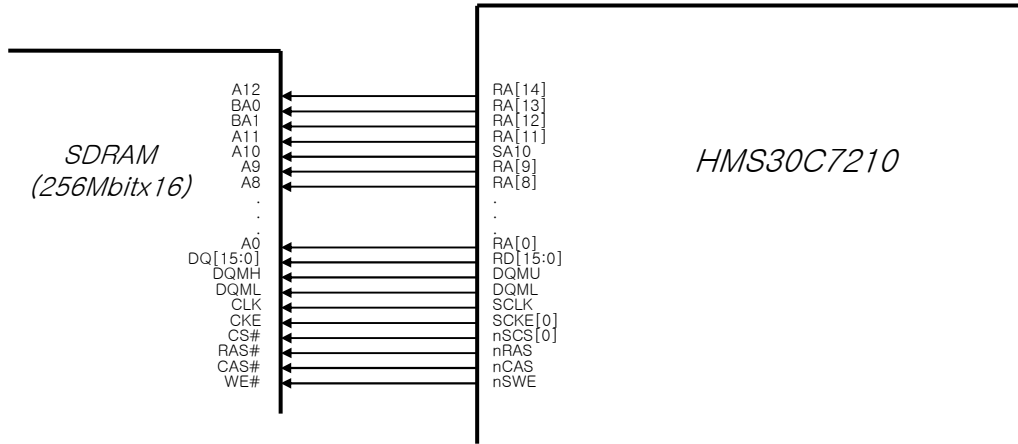 A12 RA[14]
BA0 RA[13]
BA1 RA[12]
A11 RA[11]
A10 SA10
A9 RA[9]
A8 RA[8]
SDRAM
(256Mbitx16)
HMS30C7210
. .
. .
. .
A0 RA[0]
DQ[15:0] RD[15:0]
DQMH DQMU
DQML DQML
CLK SCLK
CKE SCKE[0]
CS# nSCS[0]
RAS# nRAS
CAS# nCAS
WE# nSWE